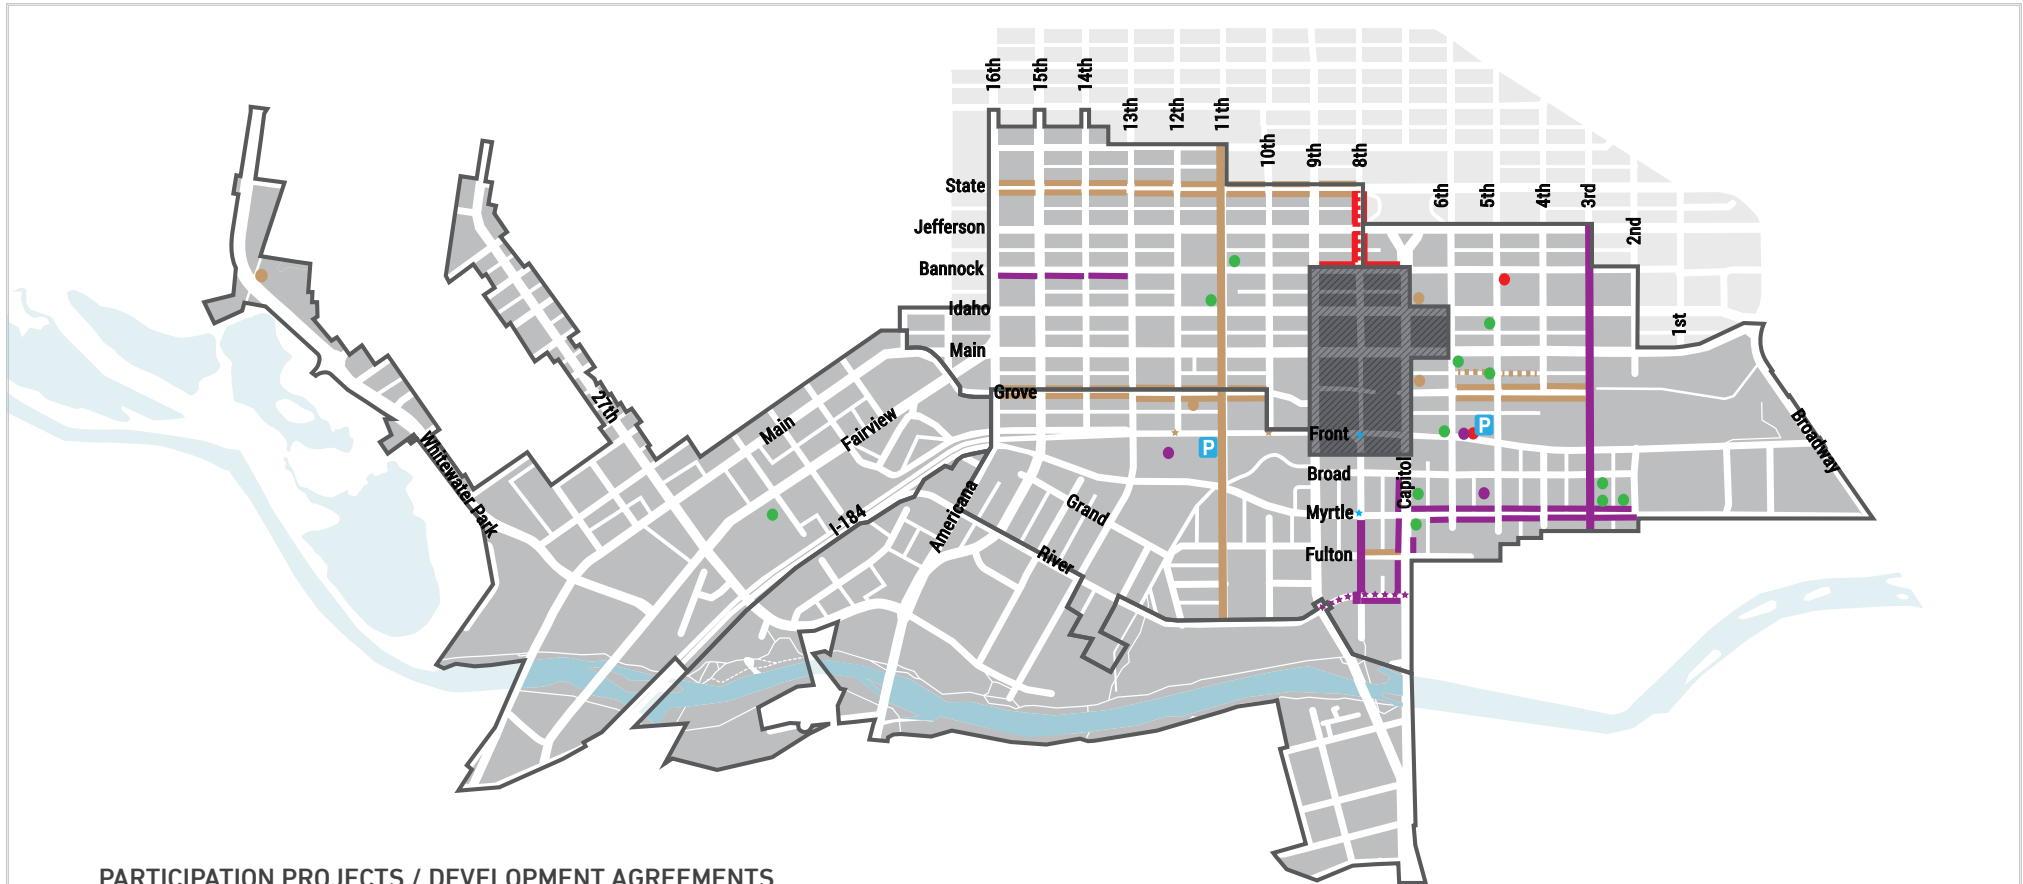 16th
15th
14th
13th
12th
11th
10th
9th
8th
6th
5th
4th
3rd
2nd
1st
State
Jefferson
Bannock
Idaho
Main
Grove
Front
Broad
Capitol
Myrtle
Fulton
P
P
27th
Main
Fairview
Whitewater Park
I-184
Americana
Grand
River
Broadway
PARTICIPATION PROJECTS / DEVELOPMENT AGREEMENTS